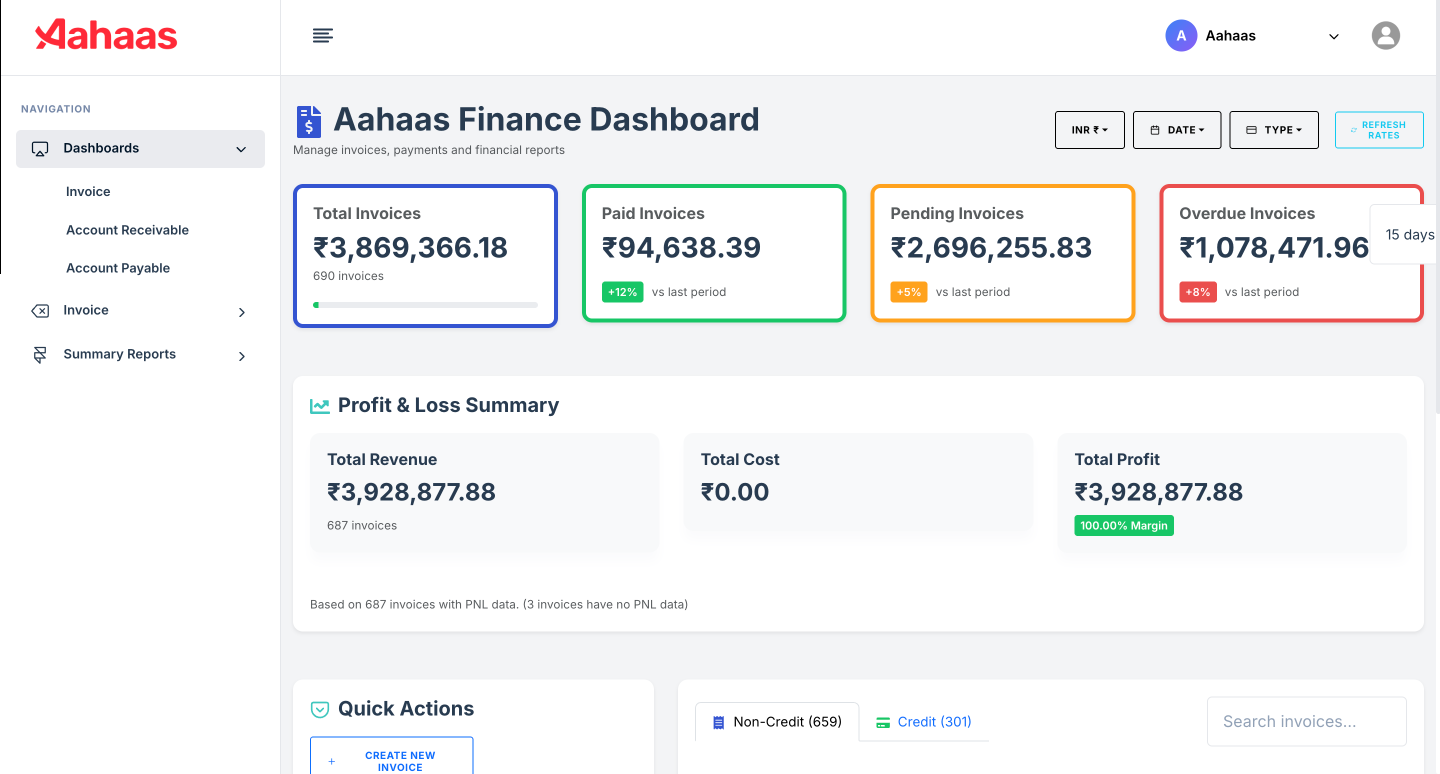 Aahaas
A
Aahaas
NAVIGATION
Dashboards
Invoice
Account Receivable
Account Payable
Invoice
Summary Reports
$
Aahaas Finance Dashboard
Manage invoices, payments and financial reports
INR ₹
DATE
TYPE
REFRESH
RATES
Total Invoices
₹3,869,366.18
690 invoices
Paid Invoices
₹94,638.39
+12% vs last period
Pending Invoices
₹2,696,255.83
+5% vs last period
Overdue Invoices
₹1,078,471.96
+8% vs last period
15 days
Profit & Loss Summary
Total Revenue
₹3,928,877.88
687 invoices
Total Cost
₹0.00
Total Profit
₹3,928,877.88
100.00% Margin
Based on 687 invoices with PNL data. (3 invoices have no PNL data)
Quick Actions
+ CREATE NEW
INVOICE
Non-Credit (659)
Credit (301)
Search invoices...